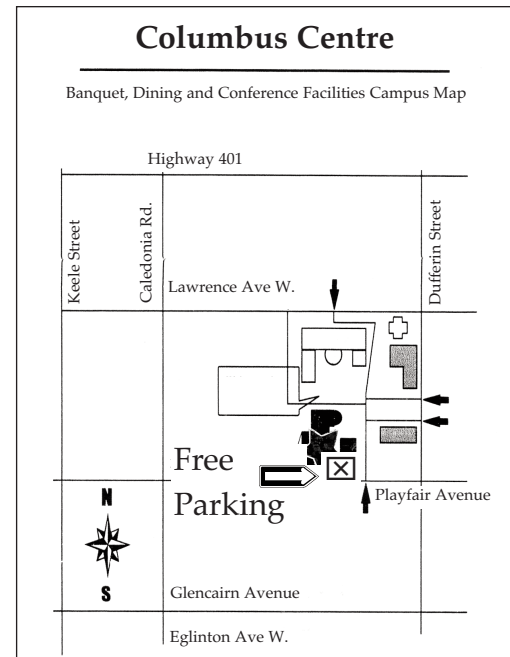 Columbus Centre
Banquet, Dining and Conference Facilities Campus Map
Highway 401
Keele Street
Caledonia Rd.
Dufferin Street
Lawrence Ave W.
P
Free
Parking
Playfair Avenue
N
S
Glencairn Avenue
Eglinton Ave W.